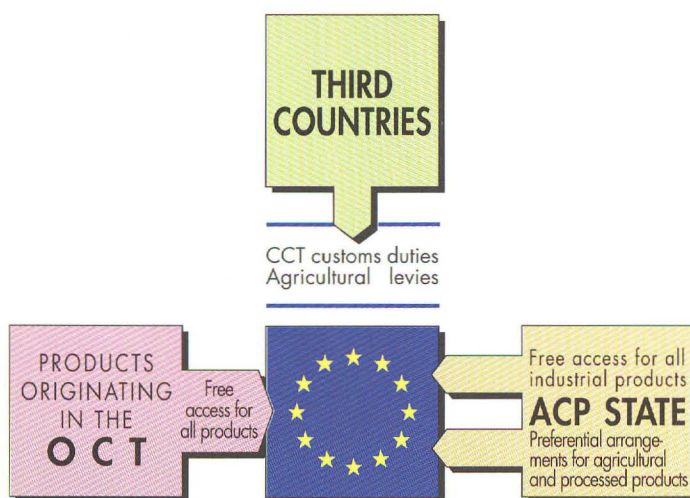 THIRD
COUNTRIES
CCT customs duties
Agricultural levies
PRODUCTS
ORIGINATING
IN THE
OCT
Free
access for
all products
Free access for all
industrial products
ACP STATE
Preferential arrange-
ments for agricultural
and processed products